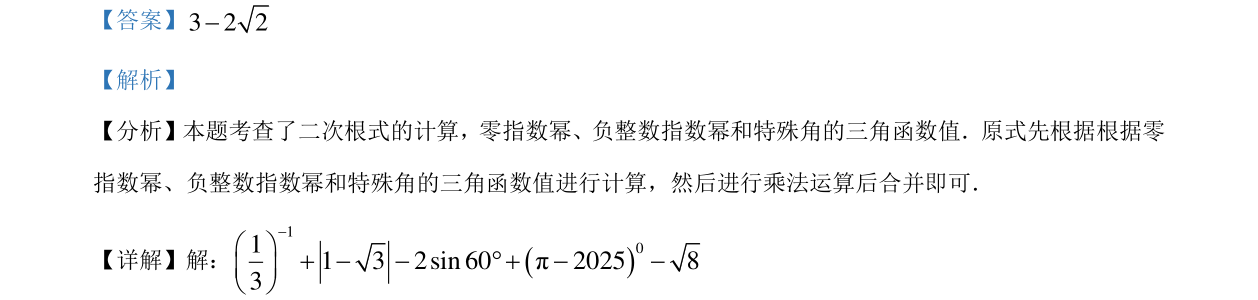 【答案】3−2√2
【解析】
【分析】本题考查了二次根式的计算，零指数幂、负整数指数幂和特殊角的三角函数值．原式先根据根据零
指数幂、负整数指数幂和特殊角的三角函数值进行计算，然后进行乘法运算后合并即可．
【详解】解：(1/3)^{−1}+|1−√3|−2sin60°+(π−2025)^0−√8